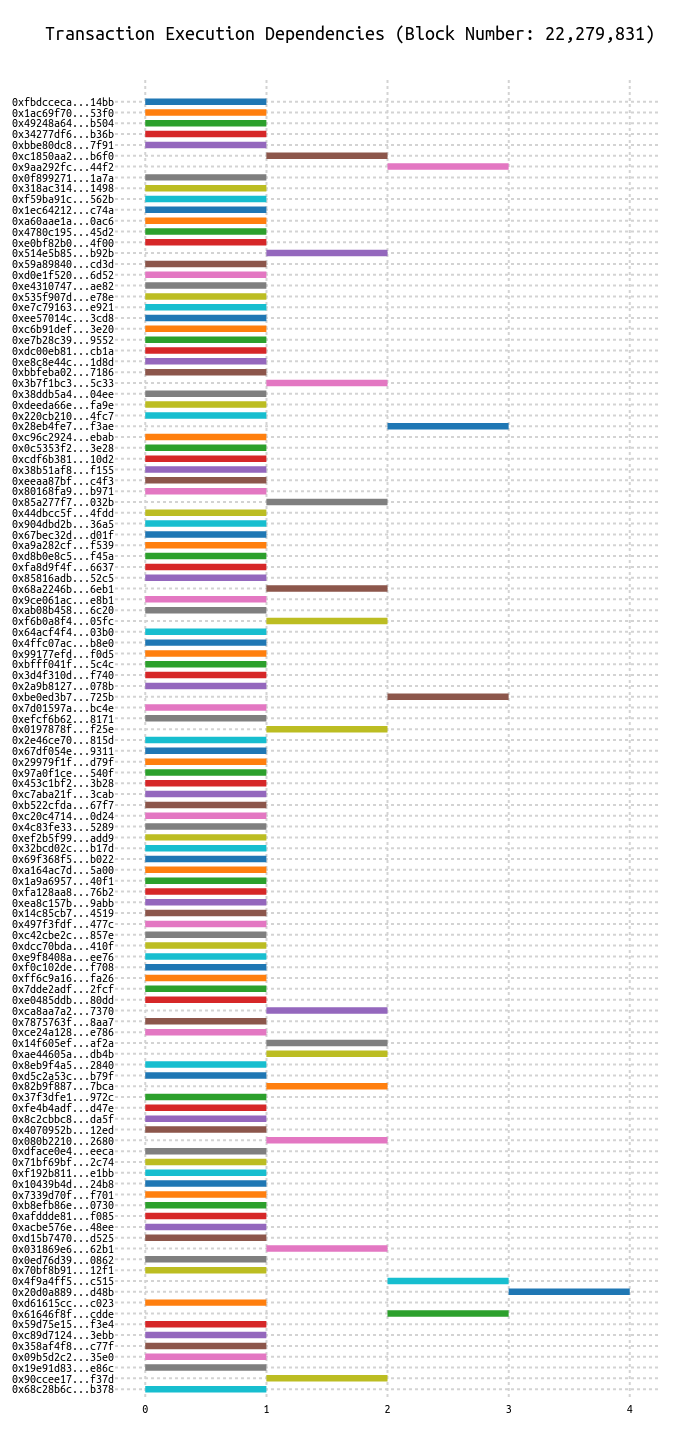 Transaction Execution Dependencies (Block Number: 22,279,831)
0xfbdcceca...14bb
0x1ac69f70...53f0
0x49248a64...b504
0x34277df6...b36b
0xbbe80dc8...7f91
0xc1850aa2...b6f0
0x9aa292fc...44f2
0x0f899271...1a7a
0x318ac314...1498
0xf59ba91c...562b
0x1ec64212...c74a
0xa60aae1a...0ac6
0x4780c195...45d2
0xe0bf82b0...4f00
0x514e5b85...b92b
0x59a89840...cd3d
0xd0e1f520...6d52
0xe4310747...ae82
0x535f907d...e78e
0xe7c79163...e921
0xee57014c...3cd8
0xc6b91def...3e20
0xe7b28c39...9552
0xdc00eb81...cb1a
0xe8c8e44c...1d8d
0xbbfeba02...7186
0x3b7f1bc3...5c33
0x38ddb5a4...04ee
0xdeeda66e...fa9e
0x220cb210...4fc7
0x28eb4fe7...f3ae
0xc96c2924...ebab
0x0c5353f2...3e28
0xcdf6b381...10d2
0x38b51af8...f155
0xeeaa87bf...c4f3
0x80168fa9...b971
0x85a277f7...032b
0x44dbcc5f...4fdd
0x904dbd2b...36a5
0x67bec32d...d01f
0xa9a282cf...f539
0xd8b0e8c5...f45a
0xfa8d9f4f...6637
0x85816adb...52c5
0x68a2246b...6eb1
0x9ce061ac...e8b1
0xab08b458...6c20
0xf6b0a8f4...05fc
0x64acf4f4...03b0
0x4ffc07ac...b8e0
0x99177efd...f0d5
0xbfff041f...5c4c
0x3d4f310d...f740
0x2a9b8127...078b
0xbe0ed3b7...725b
0x7d01597a...bc4e
0xefcf6b62...8171
0x0197878f...f25e
0x2e46ce70...815d
0x67df054e...9311
0x29979f1f...d79f
0x97a0f1ce...540f
0x453c1bf2...3b28
0xc7aba21f...3cab
0xb522cfda...67f7
0xc20c4714...0d24
0x4c83fe33...5289
0xef2b5f99...add9
0x32bcd02c...b17d
0x69f368f5...b022
0xa164ac7d...5a00
0x1a9a6957...40f1
0xfa128aa8...76b2
0xea8c157b...9abb
0x14c85cb7...4519
0x497f3fdf...477c
0xc42cbe2c...857e
0xdcc70bda...410f
0xe9f8408a...ee76
0xf0c102de...f708
0xff6c9a16...fa26
0x7dde2adf...2fcf
0xe0485ddb...80dd
0xca8aa7a2...7370
0x7875763f...8aa7
0xce24a128...e786
0x14f605ef...af2a
0xae44605a...db4b
0x8eb9f4a5...2840
0xd5c2a53c...b79f
0x82b9f887...7bca
0x37f3dfe1...972c
0xfe4b4adf...d47e
0x8c2cbbc8...da5f
0x4070952b...12ed
0x080b2210...2680
0xdface0e4...eeca
0x71bf69bf...2c74
0xf192b811...e1bb
0x10439b4d...24b8
0x7339d70f...f701
0xb8efb86e...0730
0xafddde81...f085
0xacbe576e...48ee
0xd15b7470...d525
0x031869e6...62b1
0x0ed76d39...0862
0x70bf8b91...12f1
0x4f9a4ff5...c515
0x20d0a889...d48b
0xd61615cc...c023
0x61646f8f...cdde
0x59d75e15...f3e4
0xc89d7124...3ebb
0x358af4f8...c77f
0x09b5d2c2...35e0
0x19e91d83...e86c
0x90ccee17...f37d
0x68c28b6c...b378
0 1 2 3 4